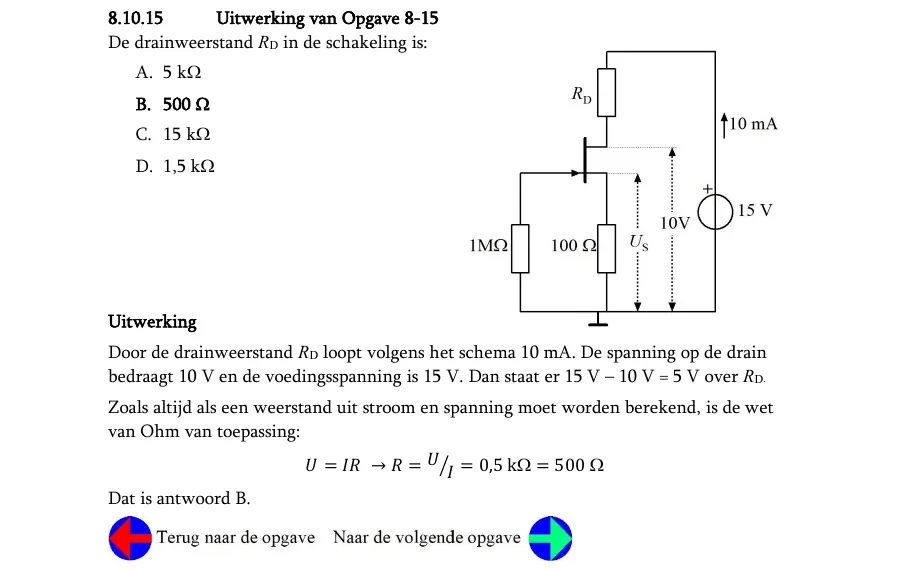 8.10.15 Uitwerking van Opgave 8-15
De drainweerstand RD in de schakeling is:
A. 5 kΩ
B. 500 Ω
C. 15 kΩ
D. 1,5 kΩ
RD
10 mA
+
15 V
10V
1MΩ
100 Ω
US
Uitwerking
Door de drainweerstand RD loopt volgens het schema 10 mA. De spanning op de drain
bedraagt 10 V en de voedingsspanning is 15 V. Dan staat er 15 V – 10 V = 5 V over RD.
Zoals altijd als een weerstand uit stroom en spanning moet worden berekend, is de wet
van Ohm van toepassing:
U = IR → R = U/I = 0,5 kΩ = 500 Ω
Dat is antwoord B.
Terug naar de opgave Naar de volgende opgave